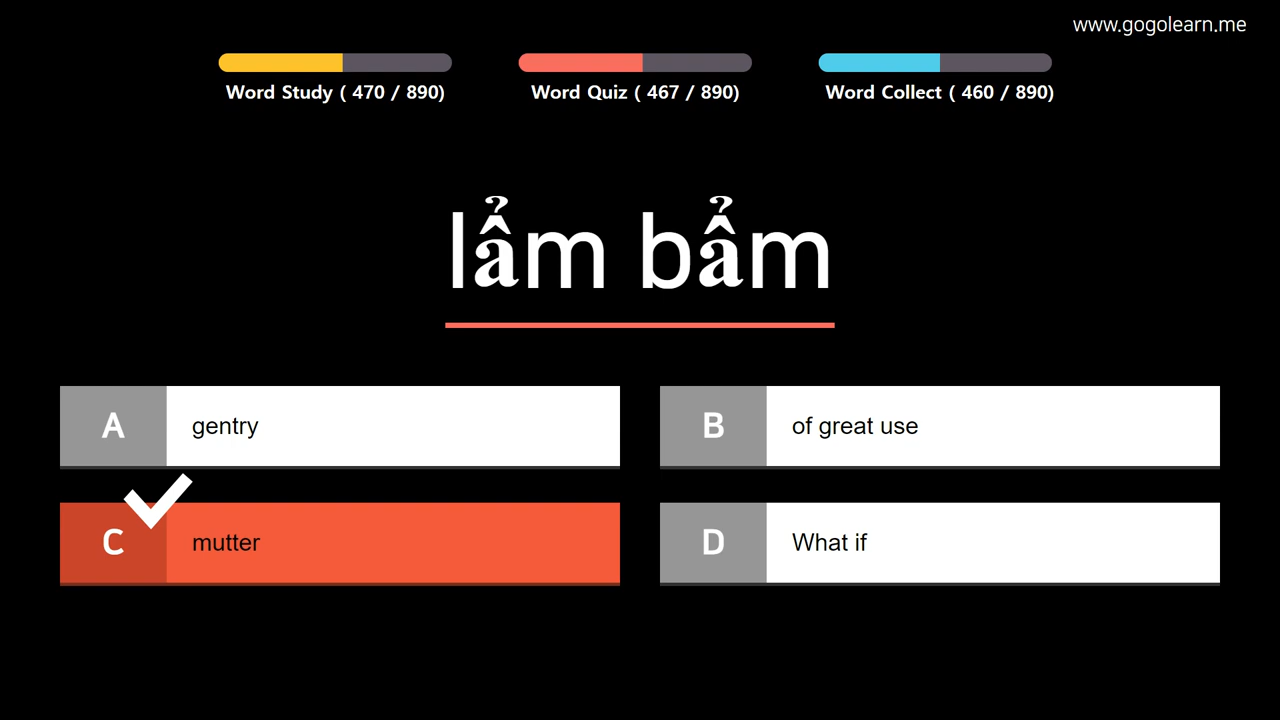 www.gogolearn.me
Word Study ( 470 / 890)
Word Quiz ( 467 / 890)
Word Collect ( 460 / 890)
lẩm bẩm
A gentry
B of great use
C mutter
D What if